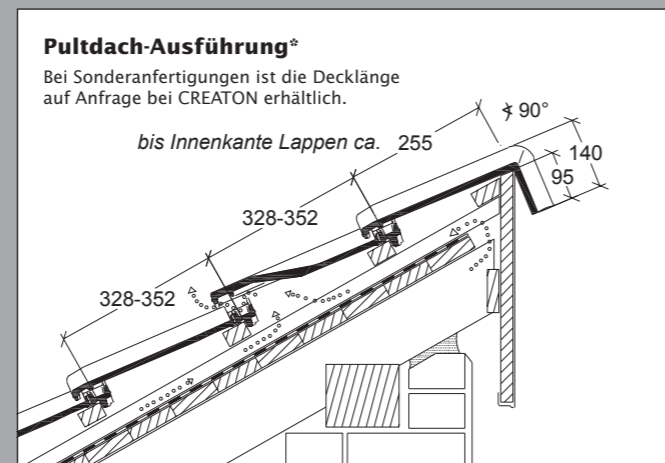 Pultdach-Ausführung*
Bei Sonderanfertigungen ist die Decklänge
auf Anfrage bei CREATON erhältlich.
bis Innenkante Lappen ca. 255
∢ 90°
140
95
328-352
328-352